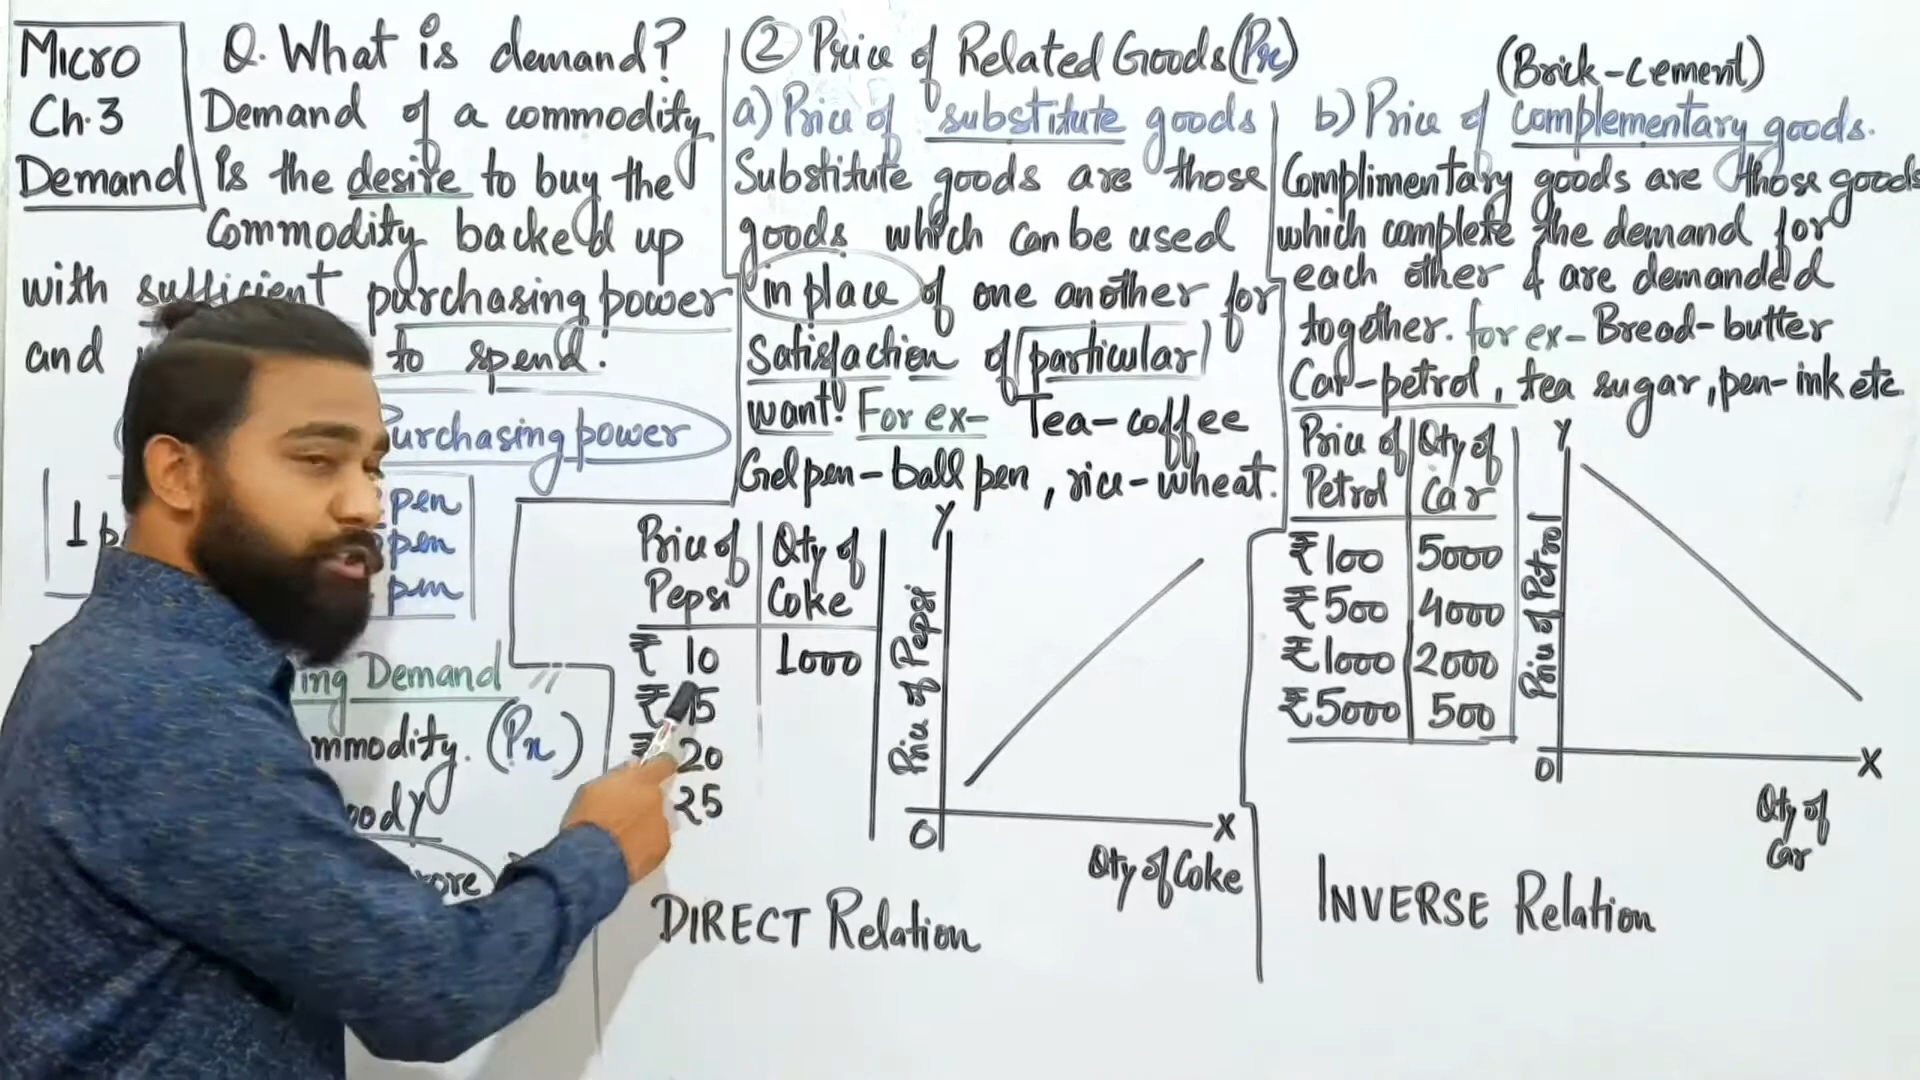 Micro
Ch.3
Demand
Q. What is demand?
Demand of a commodity
is the desire to buy the
Commodity backed up
with sufficient purchasing power
and to spend.
Purchasing power
1 pen
pen
pen
ing Demand
mmodity. (Px)
oody
② Price of Related Goods (Pr)
a) Price of substitute goods
Substitute goods are those
goods which can be used
in place of one another for
Satisfaction of particular
want! For ex- Tea-coffee
Gel pen-ball pen, rice-wheat.
Price of Pepsi Qty of Coke
₹ 10 1000
₹ 15
₹ 20
25
Y
Price of Pepsi
O
X
Qty of Coke
DIRECT Relation
(Brick-cement)
b) Price of complementary goods.
Complimentary goods are those goods
which complete the demand for
each other & are demanded
together. for ex- Bread-butter
Car-petrol, tea sugar, pen-ink etc
Price of Petrol Qty of Car
₹100 5000
₹500 4000
₹1000 2000
₹5000 500
Y
Price of Petrol
O
X
Qty of
Car
INVERSE Relation